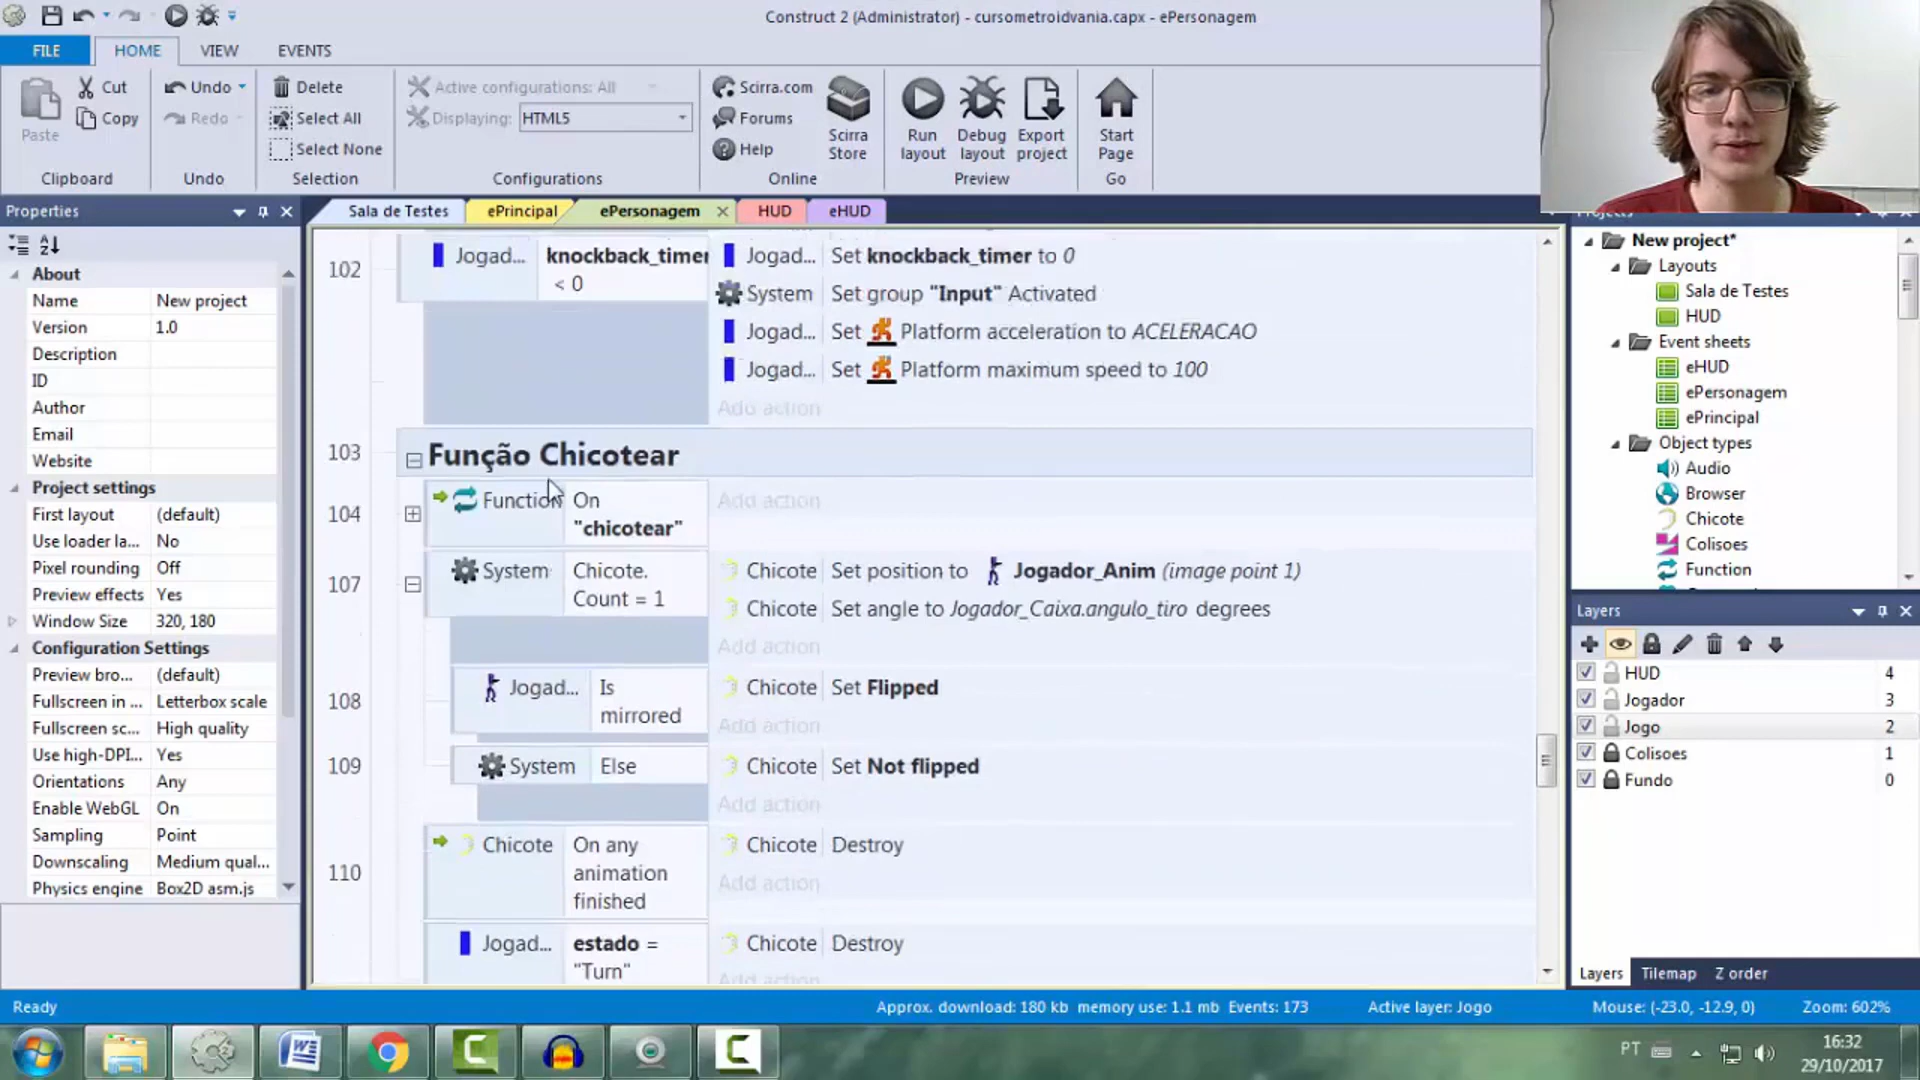 Construct 2 (Administrator) - cursometroidvania.capx - ePersonagem
FILE HOME VIEW EVENTS
Paste Cut Copy Clipboard
Undo Redo Undo
Delete Select All Select None Selection
Active configurations: All
Displaying: HTML5
Configurations
Scirra.com Forums Help Scirra Store Online
Run layout Debug layout Export project Preview
Start Page Go
Properties
About
Name New project
Version 1.0
Description
ID
Author
Email
Website
Project settings
First layout (default)
Use loader la... No
Pixel rounding Off
Preview effects Yes
Window Size 320, 180
Configuration Settings
Preview bro... (default)
Fullscreen in ... Letterbox scale
Fullscreen sc... High quality
Use high-DPI... Yes
Orientations Any
Enable WebGL On
Sampling Point
Downscaling Medium qual...
Physics engine Box2D asm.js
Sala de Testes ePrincipal ePersonagem HUD eHUD
102 Jogad... knockback_timer < 0
Jogad... Set knockback_timer to 0
System Set group "Input" Activated
Jogad... Set Platform acceleration to ACELERACAO
Jogad... Set Platform maximum speed to 100
Add action
103 Função Chicotear
104 Function On "chicotear" Add action
107 System Chicote.Count = 1
Chicote Set position to Jogador_Anim (image point 1)
Chicote Set angle to Jogador_Caixa.angulo_tiro degrees
Add action
108 Jogad... Is mirrored Chicote Set Flipped
Add action
109 System Else Chicote Set Not flipped
Add action
110 Chicote On any animation finished Chicote Destroy
Add action
Jogad... estado = "Turn" Chicote Destroy
Add action
New project*
Layouts
Sala de Testes
HUD
Event sheets
eHUD
ePersonagem
ePrincipal
Object types
Audio
Browser
Chicote
Colisoes
Function
Layers
HUD 4
Jogador 3
Jogo 2
Colisoes 1
Fundo 0
Layers Tilemap Z order
Ready Approx. download: 180 kb memory use: 1.1 mb Events: 173 Active layer: Jogo Mouse: (-23.0, -12.9, 0) Zoom: 602%
PT 16:32
29/10/2017